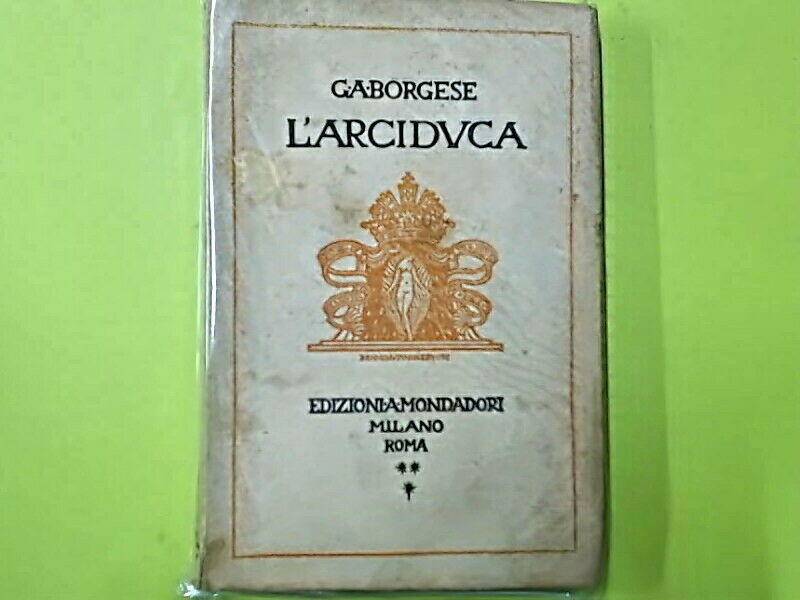 G·A·BORGESE
L'ARCIDVCA
EDIZIONI·A·MONDADORI
MILANO
ROMA